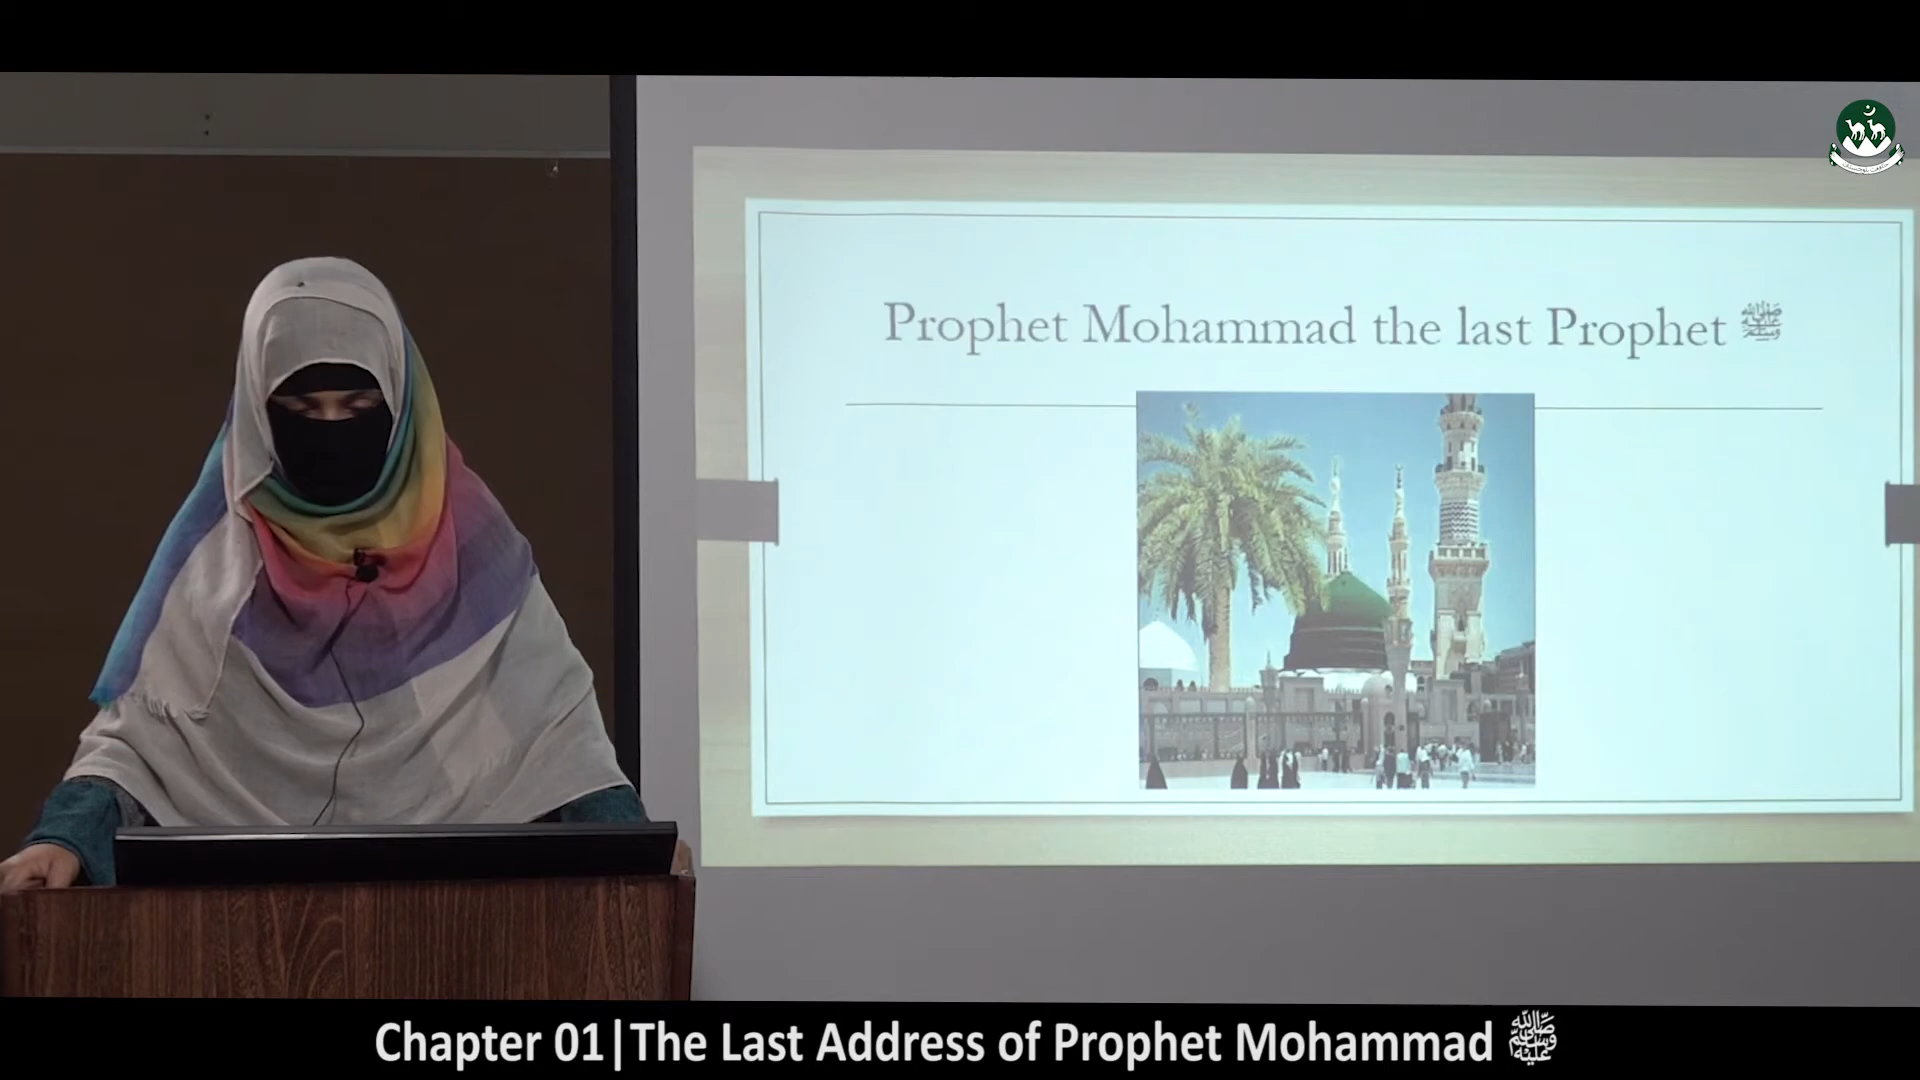 Prophet Mohammad the last Prophet ﷺ
Chapter 01|The Last Address of Prophet Mohammad ﷺ